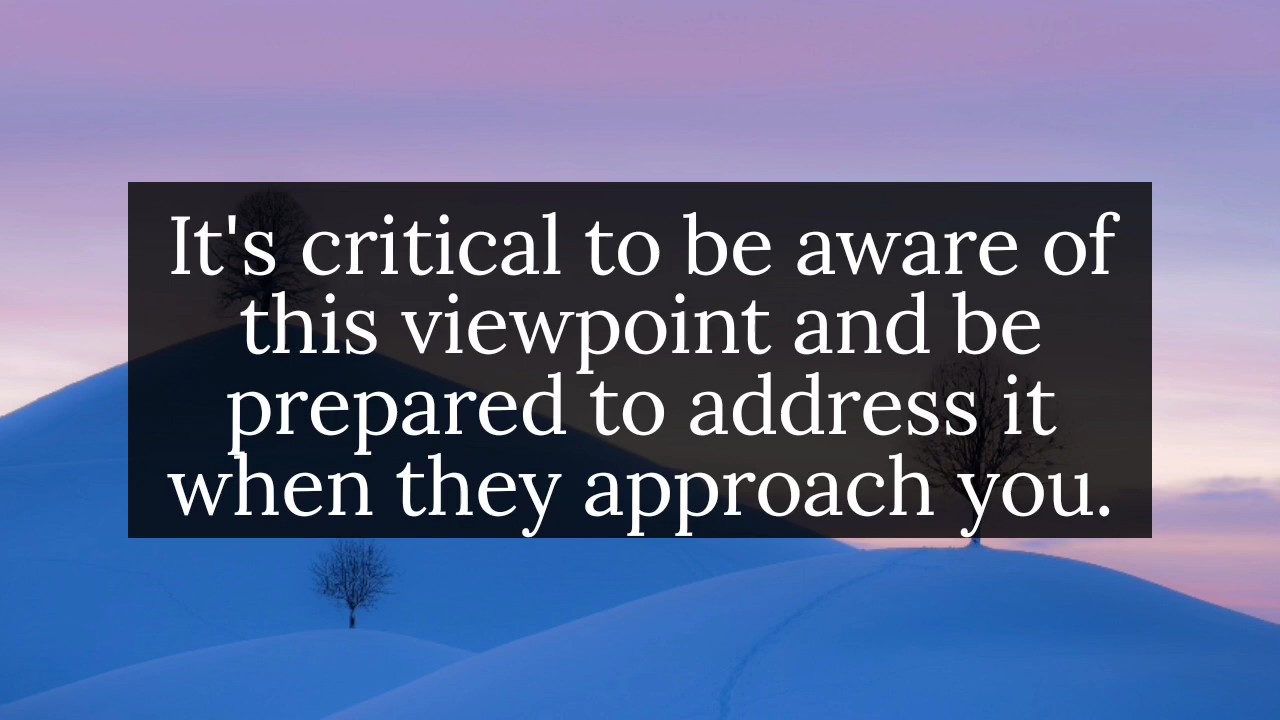 It's critical to be aware of
this viewpoint and be
prepared to address it
when they approach you.